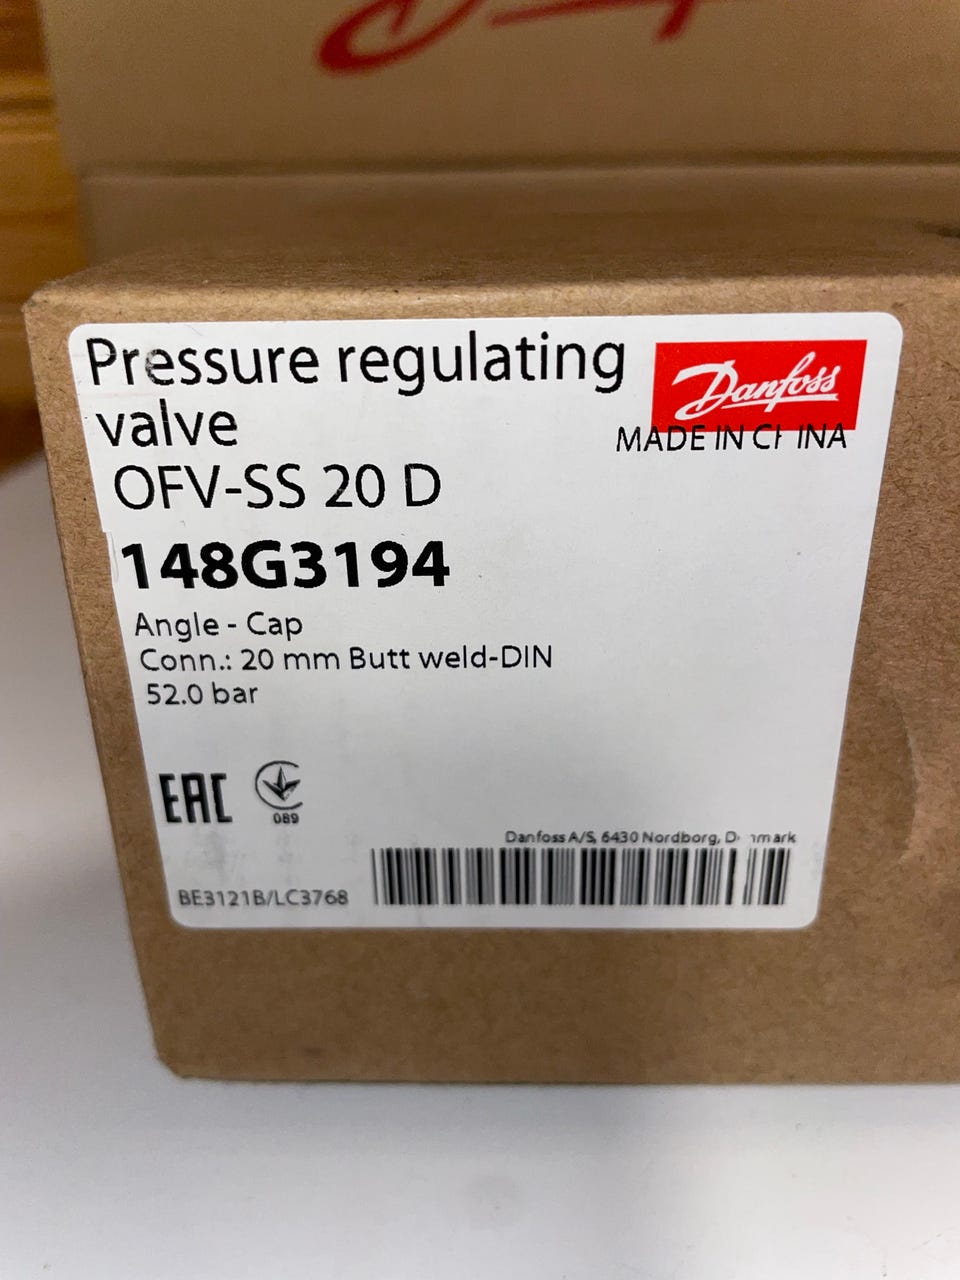 Pressure regulating
Danfoss
valve
MADE IN CHINA
OFV-SS 20 D
148G3194
Angle - Cap
Conn.: 20 mm Butt weld-DIN
52.0 bar
EAC
089
Danfoss A/S, 6430 Nordborg, Denmark
BE3121B/LC3768